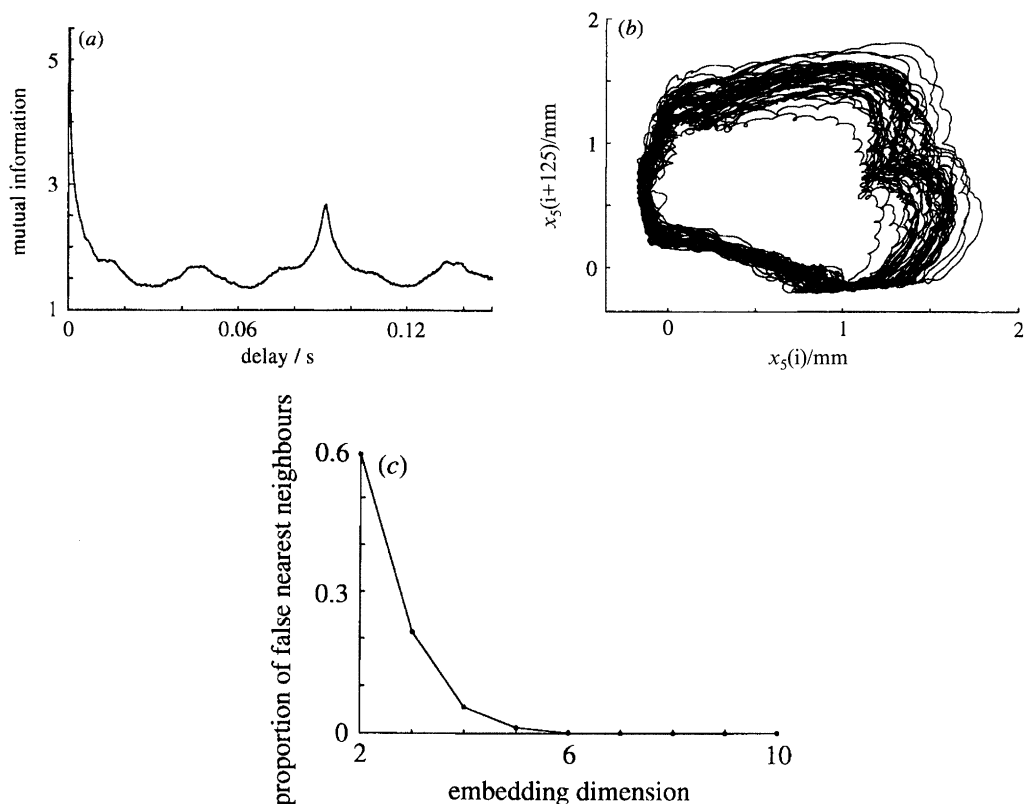 (a)
5
3
1
mutual information
0
0.06
0.12
delay / s
(b)
2
1
0
x₅(i+125)/mm
0
1
2
x₅(i)/mm
(c)
0.6
0.3
0
proportion of false nearest neighbours
2
6
10
embedding dimension